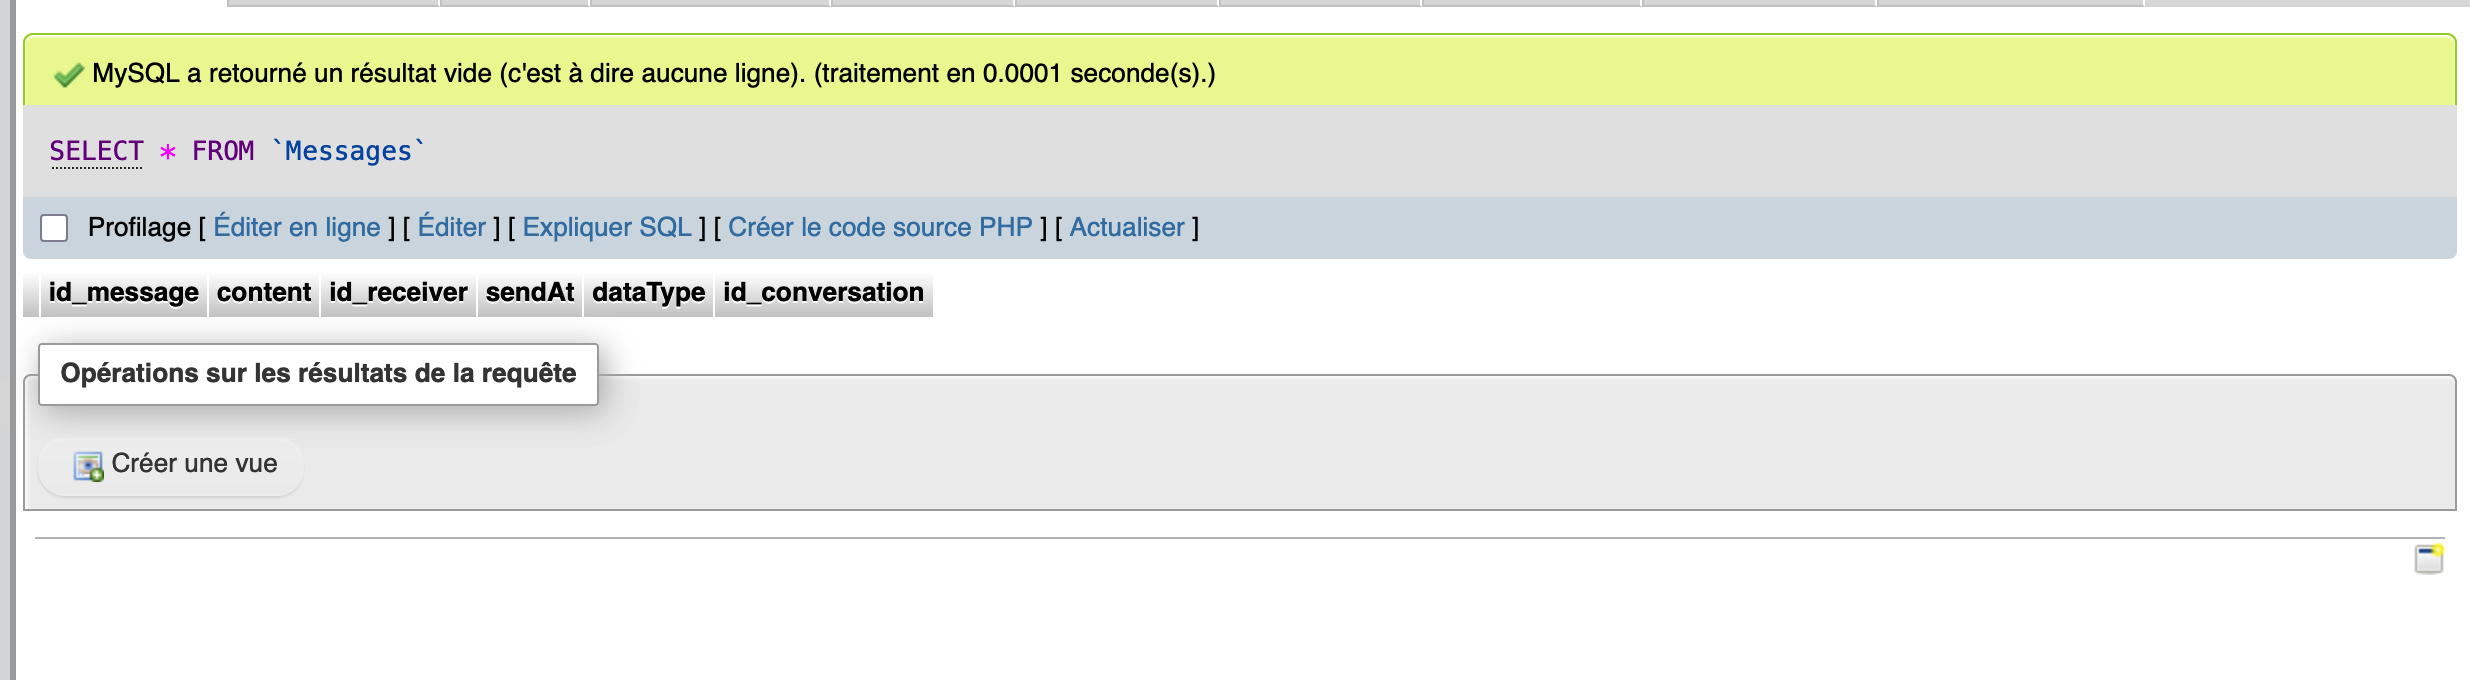 MySQL a retourné un résultat vide (c'est à dire aucune ligne). (traitement en 0.0001 seconde(s).)
SELECT * FROM `Messages`
Profilage [ Éditer en ligne ] [ Éditer ] [ Expliquer SQL ] [ Créer le code source PHP ] [ Actualiser ]
id_message content id_receiver sendAt dataType id_conversation
Opérations sur les résultats de la requête
Créer une vue